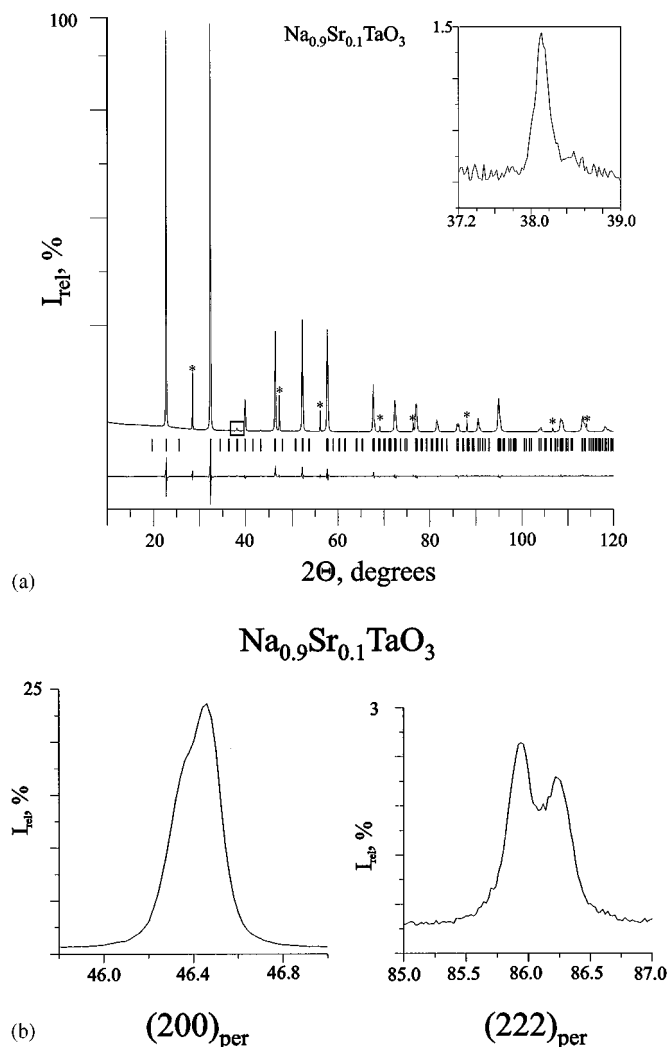 100
Na0.9Sr0.1TaO3
1.5
37.2 38.0 39.0
100
Irel, %
* * * * * * * *
20 40 60 80 100 120
2Θ, degrees
(a)
Na0.9Sr0.1TaO3
25
Irel, %
46.0 46.4 46.8
(200)per
3
Irel, %
85.0 85.5 86.0 86.5 87.0
(222)per
(b)